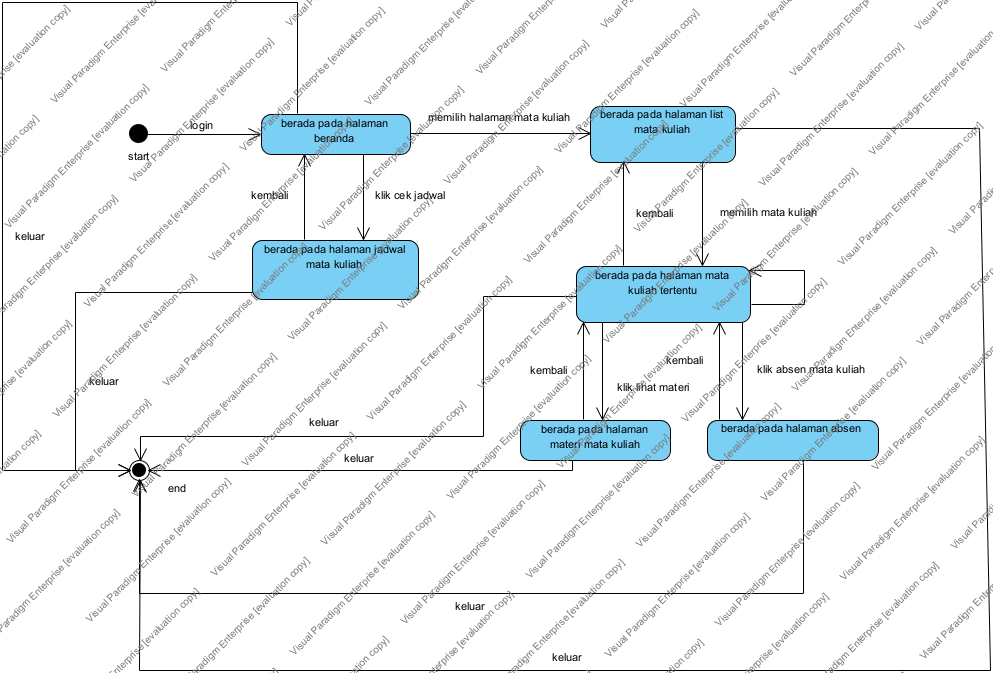 berada pada halaman
beranda
memilih halaman mata kuliah
berada pada halaman list
mata kuliah
login
start
kembali
klik cek jadwal
kembali
memilih mata kuliah
keluar
berada pada halaman jadwal
mata kuliah
berada pada halaman mata
kuliah tertentu
kembali
klik lihat materi
kembali
klik absen mata kuliah
keluar
keluar
berada pada halaman
materi mata kuliah
berada pada halaman absen
keluar
end
keluar
keluar
Visual Paradigm Enterprise [evaluation copy]